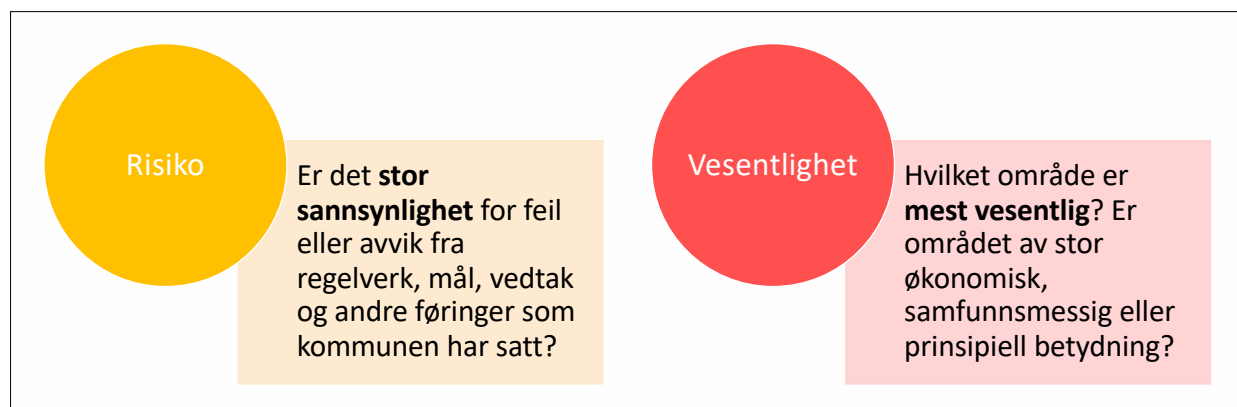 Risiko
Er det stor
sannsynlighet for feil
eller avvik fra
regelverk, mål, vedtak
og andre føringer som
kommunen har satt?
Vesentlighet
Hvilket område er
mest vesentlig? Er
området av stor
økonomisk,
samfunnsmessig eller
prinsipiell betydning?